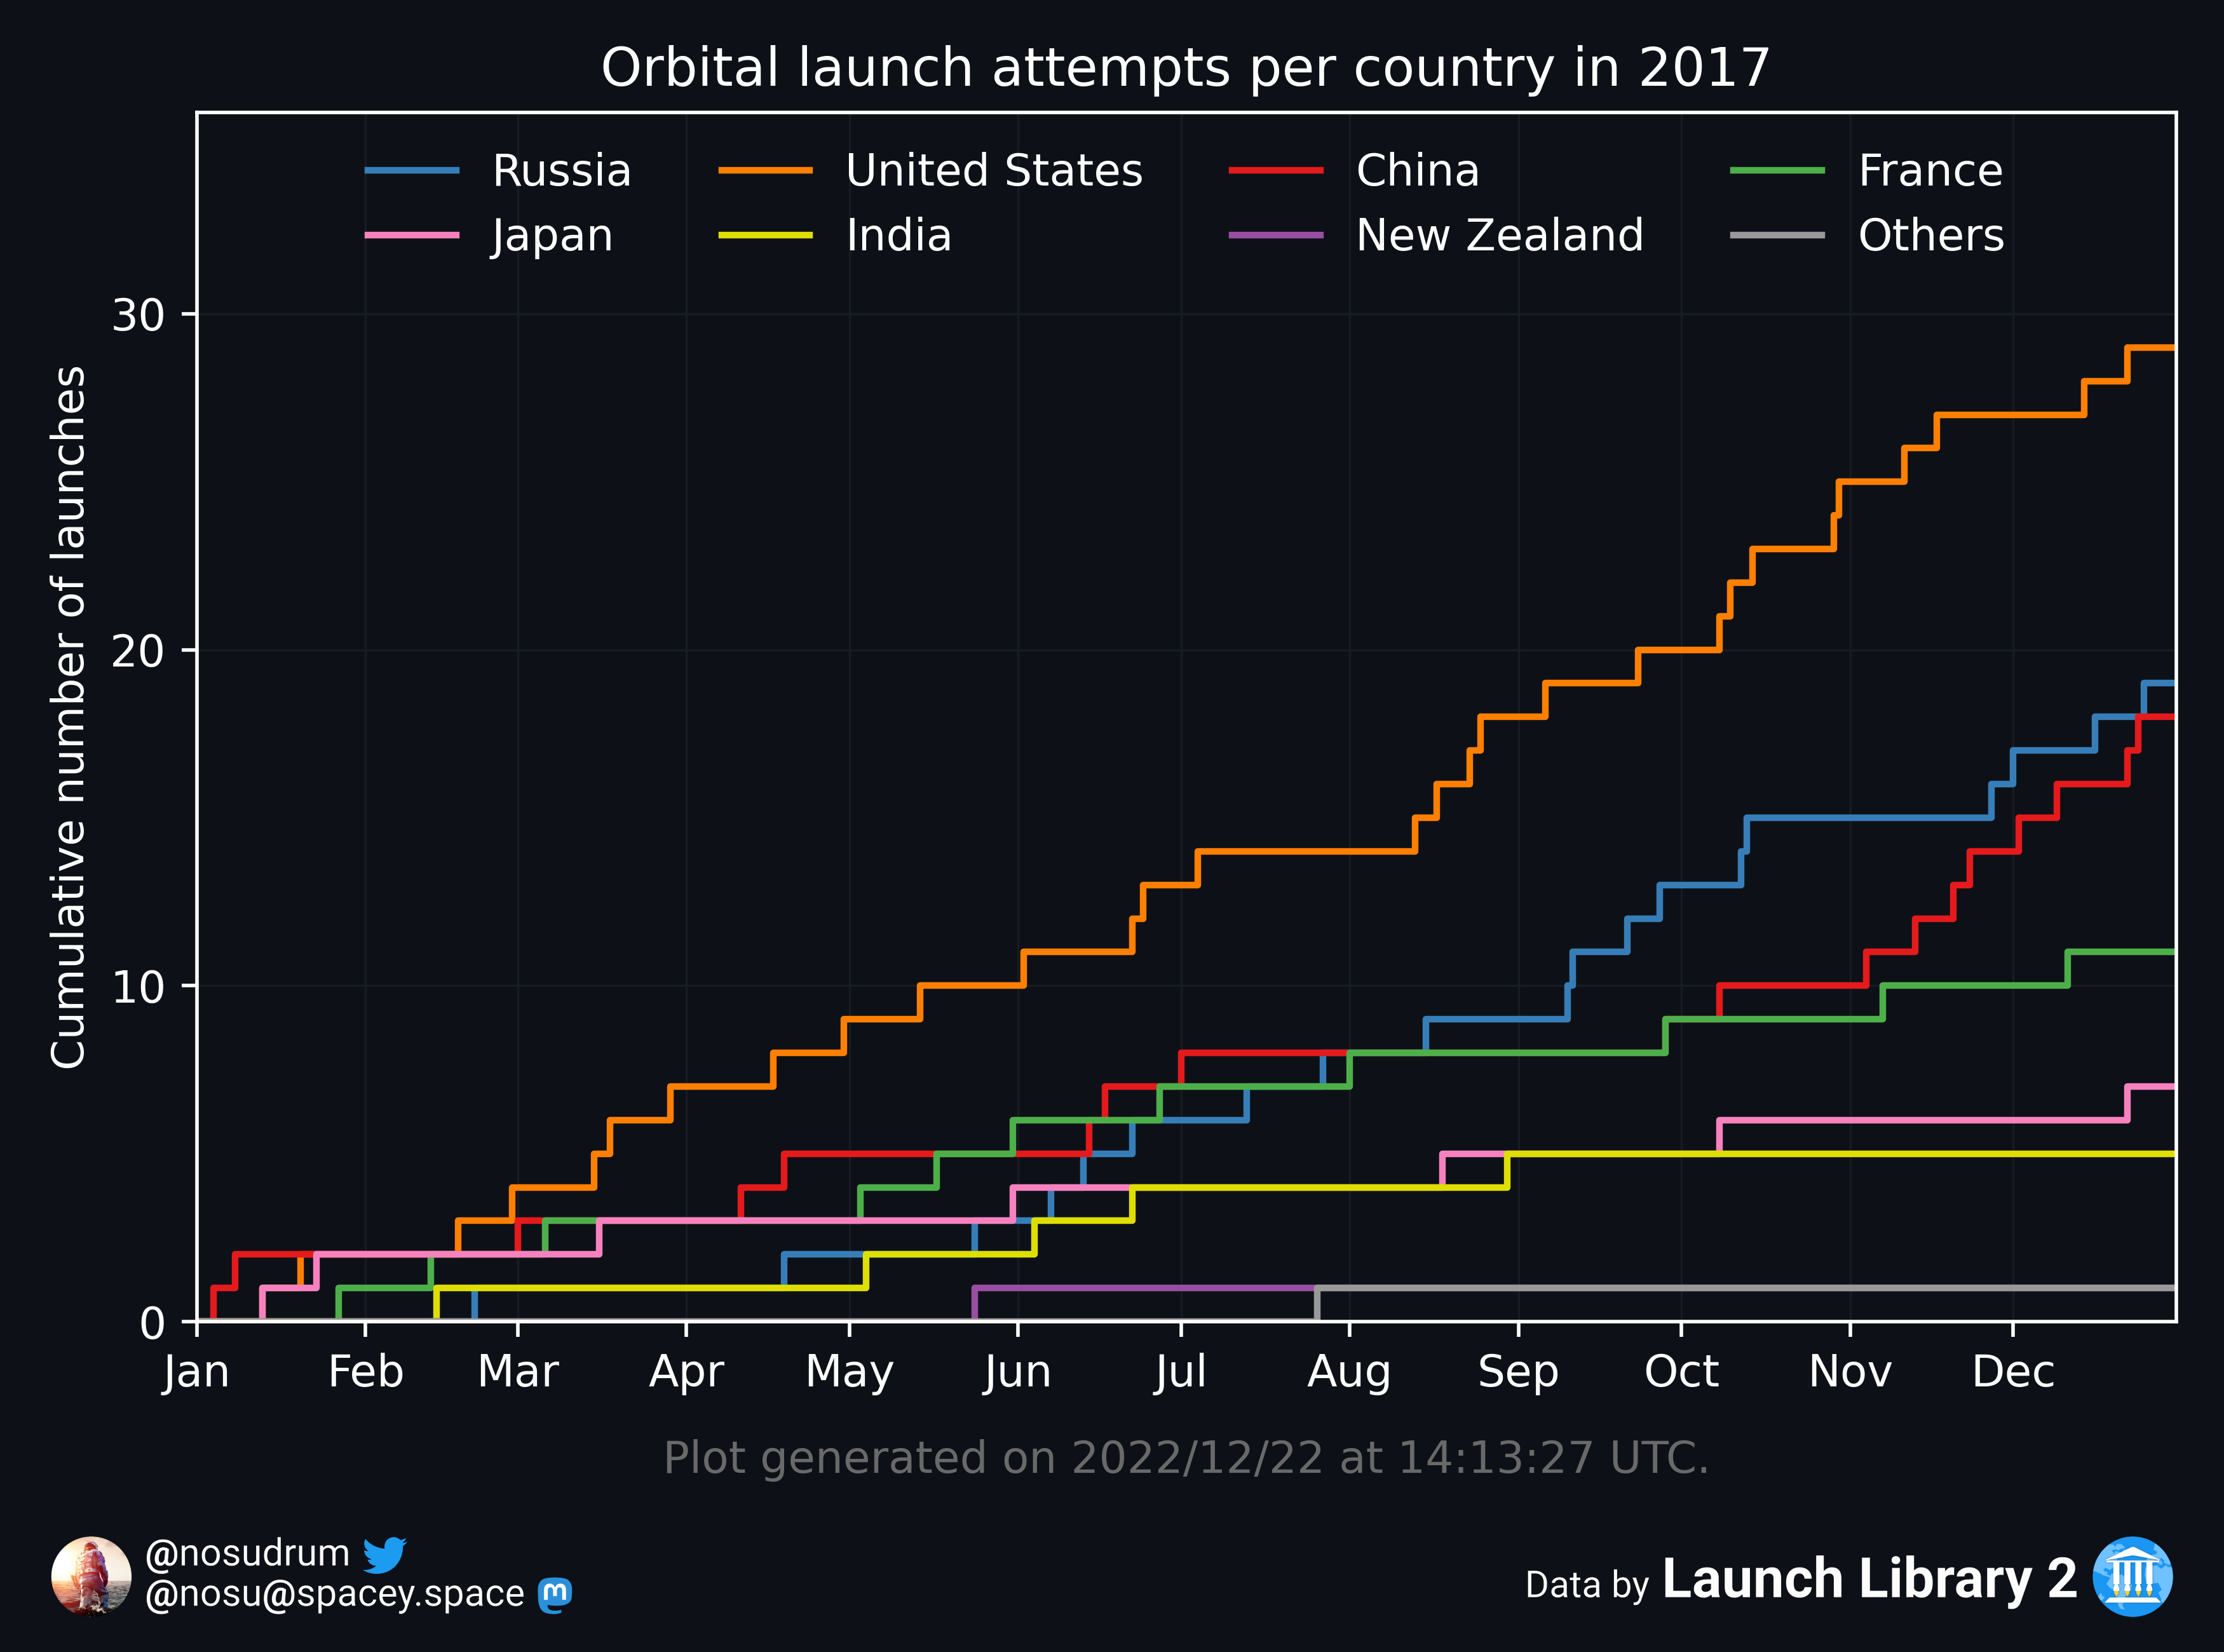 Orbital launch attempts per country in 2017
Russia United States China France
Japan India New Zealand Others
Cumulative number of launches
30
20
10
0
Jan Feb Mar Apr May Jun Jul Aug Sep Oct Nov Dec
Plot generated on 2022/12/22 at 14:13:27 UTC.
@nosudrum
@nosu@spacey.space
Data by Launch Library 2